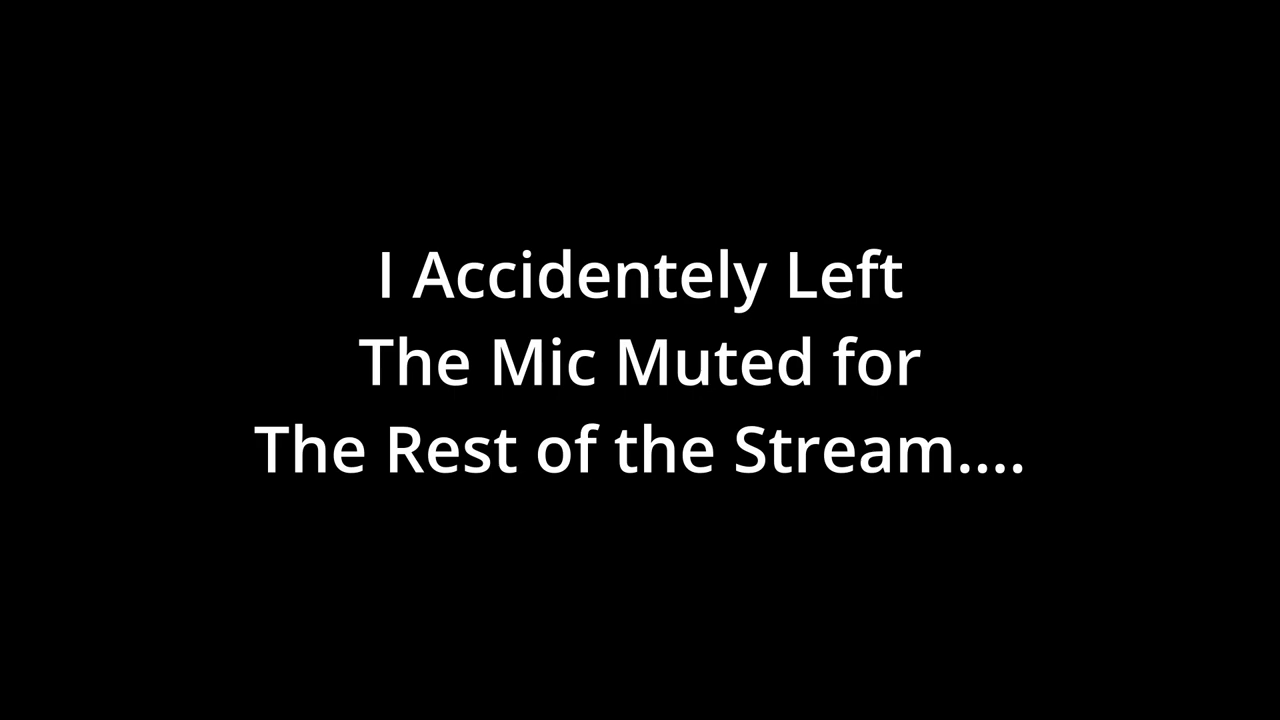 I Accidentely Left
The Mic Muted for
The Rest of the Stream....